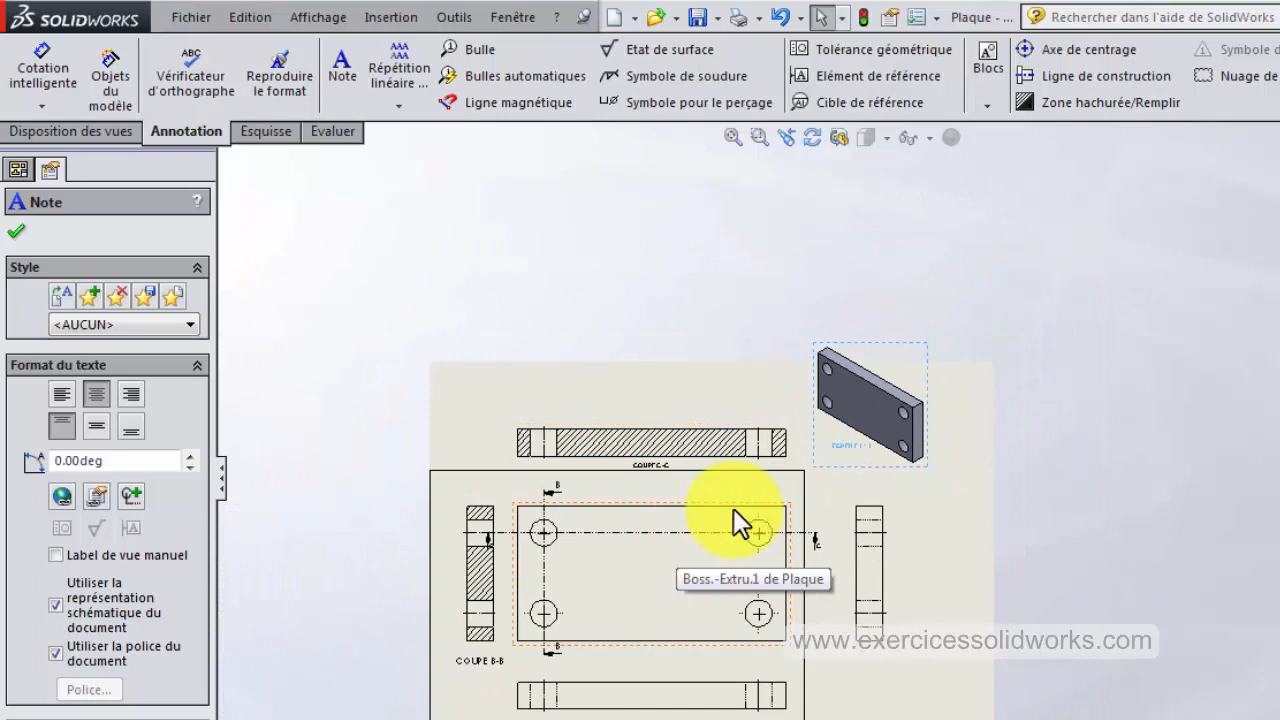 SOLIDWORKS
Fichier
Edition
Affichage
Insertion
Outils
Fenêtre
?
Plaque - ...
Rechercher dans l'aide de SolidWorks
Cotation intelligente
Objets du modèle
ABC
Vérificateur d'orthographe
Reproduire le format
Note
Répétition linéaire ...
Bulle
Bulles automatiques
Ligne magnétique
Etat de surface
Symbole de soudure
Symbole pour le perçage
Tolérance géométrique
Elément de référence
Cible de référence
Blocs
Axe de centrage
Ligne de construction
Zone hachurée/Remplir
Symbole d
Nuage de
Disposition des vues
Annotation
Esquisse
Evaluer
Note
?
Style
<AUCUN>
Format du texte
0.00deg
Label de vue manuel
Utiliser la
représentation
schématique du
document
Utiliser la police du
document
Police...
COUPE C-C
B
C
C
Boss.-Extru.1 de Plaque
B
COUPE B-B
www.exercicessolidworks.com